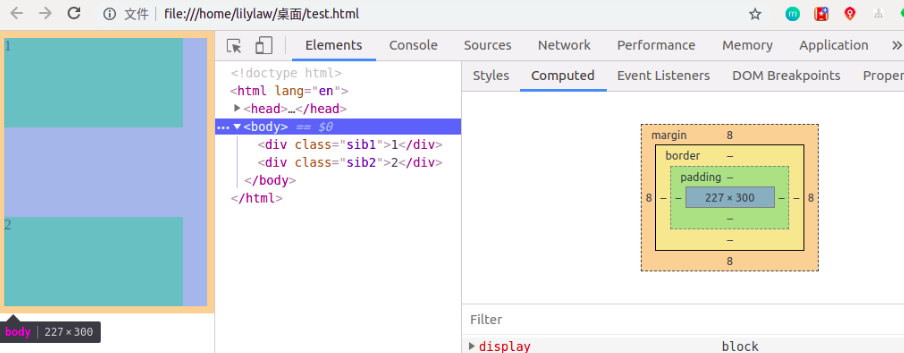 文件 file:///home/lilylaw/桌面/test.html
Elements Console Sources Network Performance Memory Application »
Styles Computed Event Listeners DOM Breakpoints Proper
1
2
body 227×300
<!doctype html>
<html lang="en">
<head>…</head>
<body> == $0
<div class="sib1">1</div>
<div class="sib2">2</div>
</body>
</html>
margin 8
border –
padding –
8 – – 227 × 300 – – 8
–
–
8
Filter
display block